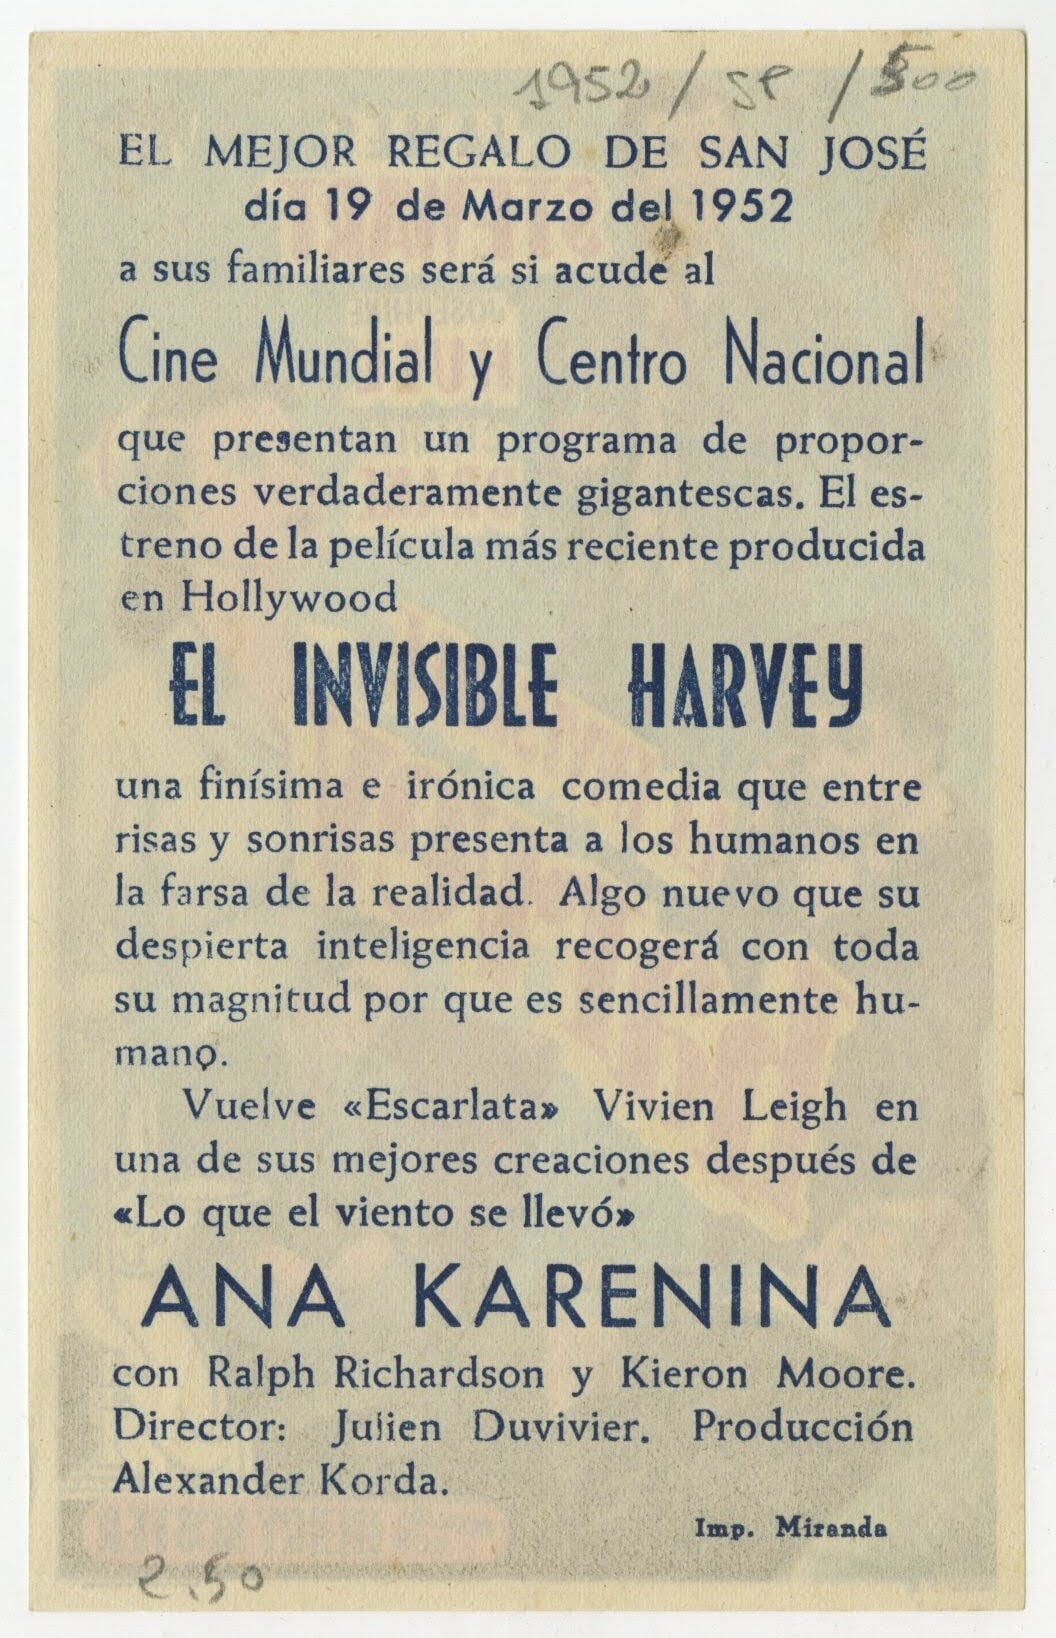 1952 / SP / 500
EL MEJOR REGALO DE SAN JOSÉ
día 19 de Marzo del 1952
a sus familiares será si acude al
Cine Mundial y Centro Nacional
que presentan un programa de propor-
ciones verdaderamente gigantescas. El es-
treno de la película más reciente producida
en Hollywood
EL INVISIBLE HARVEY
una finísima e irónica comedia que entre
risas y sonrisas presenta a los humanos en
la farsa de la realidad. Algo nuevo que su
despierta inteligencia recogerá con toda
su magnitud por que es sencillamente hu-
mano.
Vuelve «Escarlata» Vivien Leigh en
una de sus mejores creaciones después de
«Lo que el viento se llevó»
ANA KARENINA
con Ralph Richardson y Kieron Moore.
Director: Julien Duvivier. Producción
Alexander Korda.
Imp. Miranda
2.50